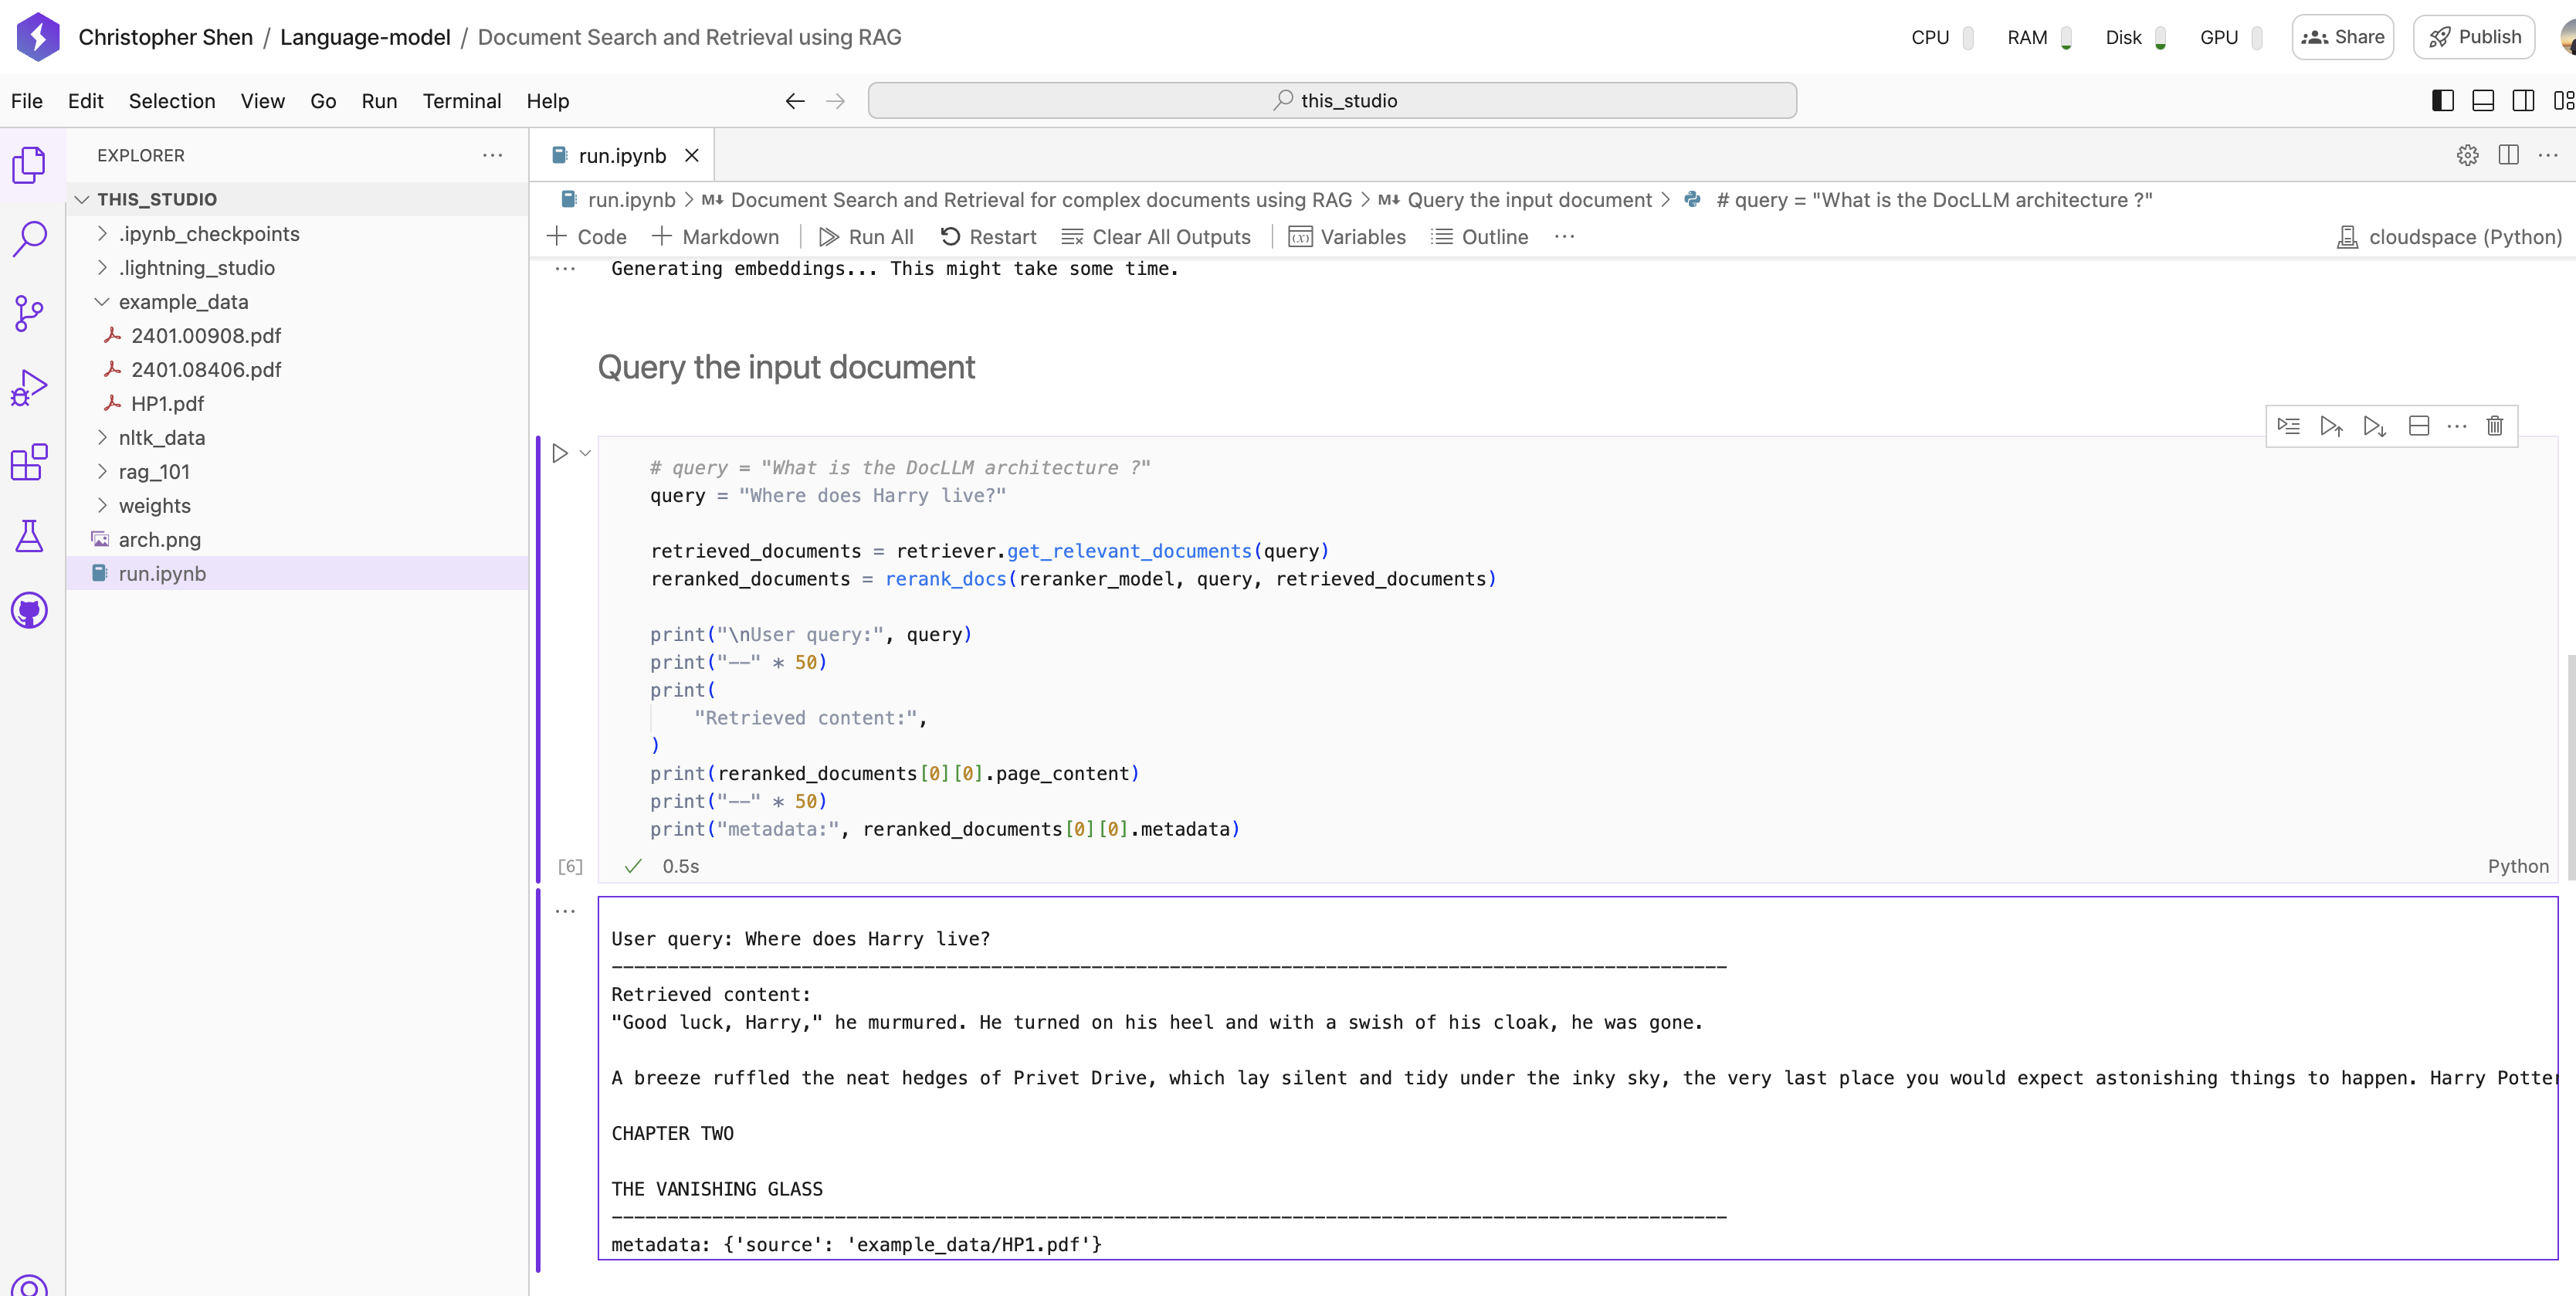 Christopher Shen / Language-model / Document Search and Retrieval using RAG
CPU RAM Disk GPU Share Publish
File Edit Selection View Go Run Terminal Help
this_studio
EXPLORER
THIS_STUDIO
.ipynb_checkpoints
.lightning_studio
example_data
2401.00908.pdf
2401.08406.pdf
HP1.pdf
nltk_data
rag_101
weights
arch.png
run.ipynb
run.ipynb
run.ipynb > M↓ Document Search and Retrieval for complex documents using RAG > M↓ Query the input document > # query = "What is the DocLLM architecture ?"
Code Markdown Run All Restart Clear All Outputs Variables Outline ...
cloudspace (Python)
... Generating embeddings... This might take some time.
Query the input document
# query = "What is the DocLLM architecture ?"
query = "Where does Harry live?"
retrieved_documents = retriever.get_relevant_documents(query)
reranked_documents = rerank_docs(reranker_model, query, retrieved_documents)
print("\nUser query:", query)
print("--" * 50)
print(
"Retrieved content:",
)
print(reranked_documents[0][0].page_content)
print("--" * 50)
print("metadata:", reranked_documents[0][0].metadata)
[6] 0.5s
Python
...
User query: Where does Harry live?
----------------------------------------------------------------------------------------------------
Retrieved content:
"Good luck, Harry," he murmured. He turned on his heel and with a swish of his cloak, he was gone.
A breeze ruffled the neat hedges of Privet Drive, which lay silent and tidy under the inky sky, the very last place you would expect astonishing things to happen. Harry Potter
CHAPTER TWO
THE VANISHING GLASS
----------------------------------------------------------------------------------------------------
metadata: {'source': 'example_data/HP1.pdf'}